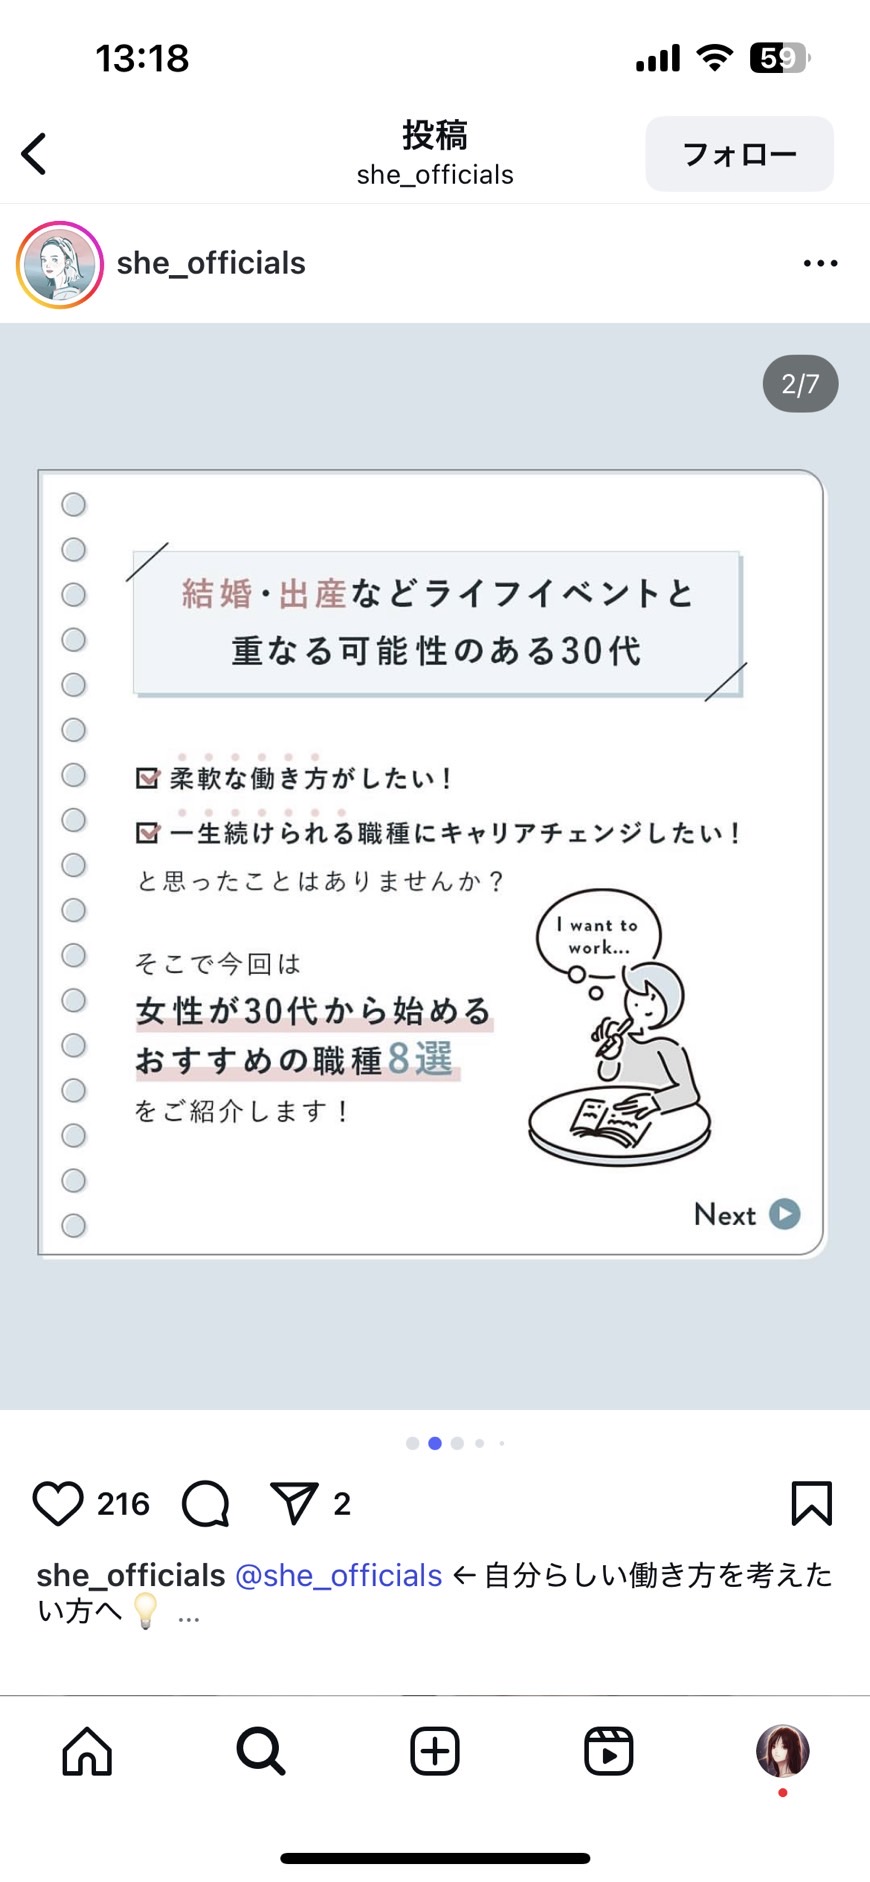 13:18
59
投稿
she_officials
フォロー
she_officials
2/7
結婚・出産などライフイベントと
重なる可能性のある30代
柔軟な働き方がしたい！
一生続けられる職種にキャリアチェンジしたい！
と思ったことはありませんか？
I want to
work...
そこで今回は
女性が30代から始める
おすすめの職種8選
をご紹介します！
Next
216
2
she_officials @she_officials ←自分らしい働き方を考えた
い方へ💡 ...